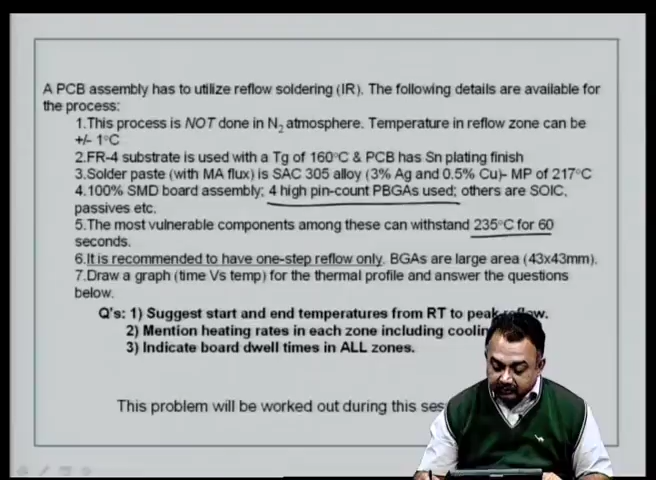 A PCB assembly has to utilize reflow soldering (IR). The following details are available for
the process:
1.This process is NOT done in N2 atmosphere. Temperature in reflow zone can be
+/- 1°C
2.FR-4 substrate is used with a Tg of 160°C & PCB has Sn plating finish
3.Solder paste (with MA flux) is SAC 305 alloy (3% Ag and 0.5% Cu)- MP of 217°C
4.100% SMD board assembly; 4 high pin-count PBGAs used; others are SOIC,
passives etc.
5.The most vulnerable components among these can withstand 235°C for 60
seconds.
6.It is recommended to have one-step reflow only. BGAs are large area (43x43mm).
7.Draw a graph (time Vs temp) for the thermal profile and answer the questions
below.
Q's: 1) Suggest start and end temperatures from RT to peak reflow.
2) Mention heating rates in each zone including
3) Indicate board dwell times in ALL zones.
This problem will be worked out during this